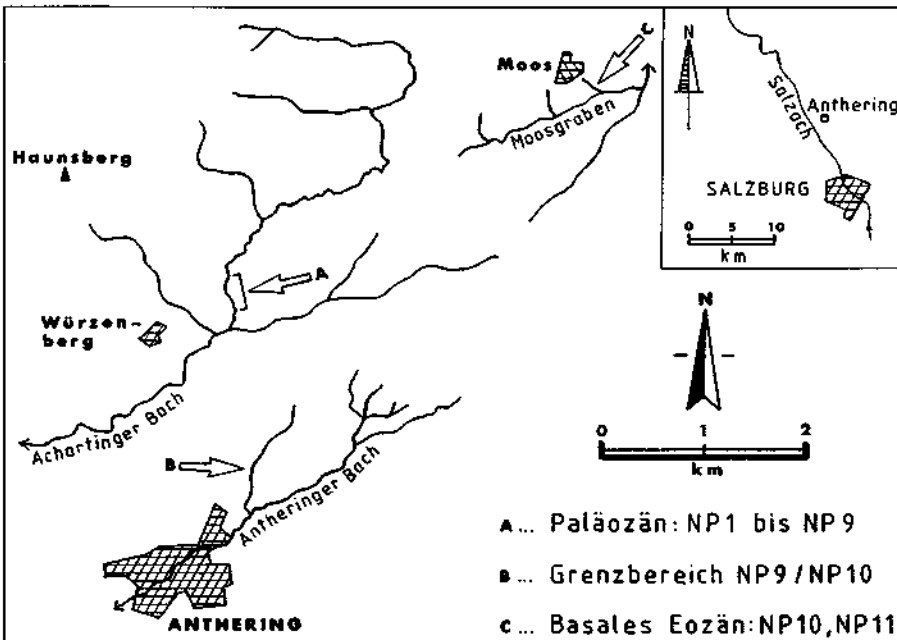 Moos
C
Moosgraben
Haunsberg
A
Würzen-
berg
Achartinger Bach
B
Antheringer Bach
ANTHERING
N
Salzach
Anthering
SALZBURG
0 5 10
km
N
0 1 2
km
A... Paläozän: NP1 bis NP9
B... Grenzbereich NP9/NP10
C... Basales Eozän: NP10, NP11